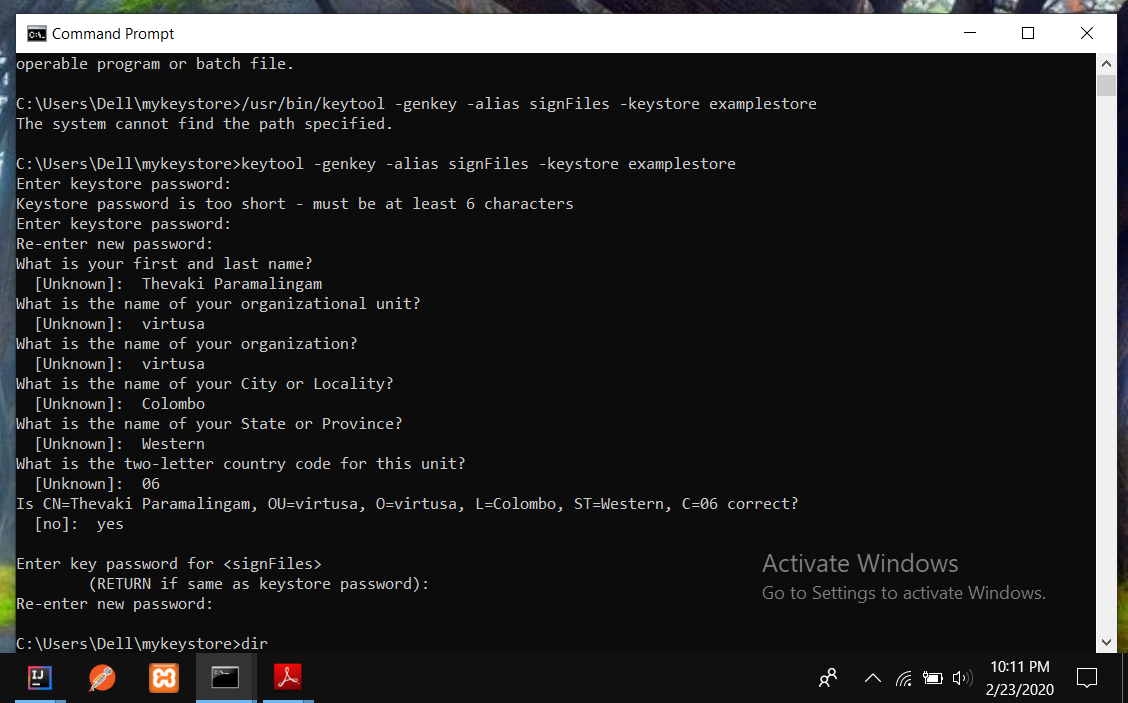 Command Prompt
operable program or batch file.
C:\Users\Dell\mykeystore>/usr/bin/keytool -genkey -alias signFiles -keystore examplestore
The system cannot find the path specified.
C:\Users\Dell\mykeystore>keytool -genkey -alias signFiles -keystore examplestore
Enter keystore password:
Keystore password is too short - must be at least 6 characters
Enter keystore password:
Re-enter new password:
What is your first and last name?
[Unknown]:  Thevaki Paramalingam
What is the name of your organizational unit?
[Unknown]:  virtusa
What is the name of your organization?
[Unknown]:  virtusa
What is the name of your City or Locality?
[Unknown]:  Colombo
What is the name of your State or Province?
[Unknown]:  Western
What is the two-letter country code for this unit?
[Unknown]:  06
Is CN=Thevaki Paramalingam, OU=virtusa, O=virtusa, L=Colombo, ST=Western, C=06 correct?
[no]:  yes
Enter key password for <signFiles>
(RETURN if same as keystore password):
Re-enter new password:
C:\Users\Dell\mykeystore>dir
Activate Windows
Go to Settings to activate Windows.
IJ
10:11 PM
2/23/2020